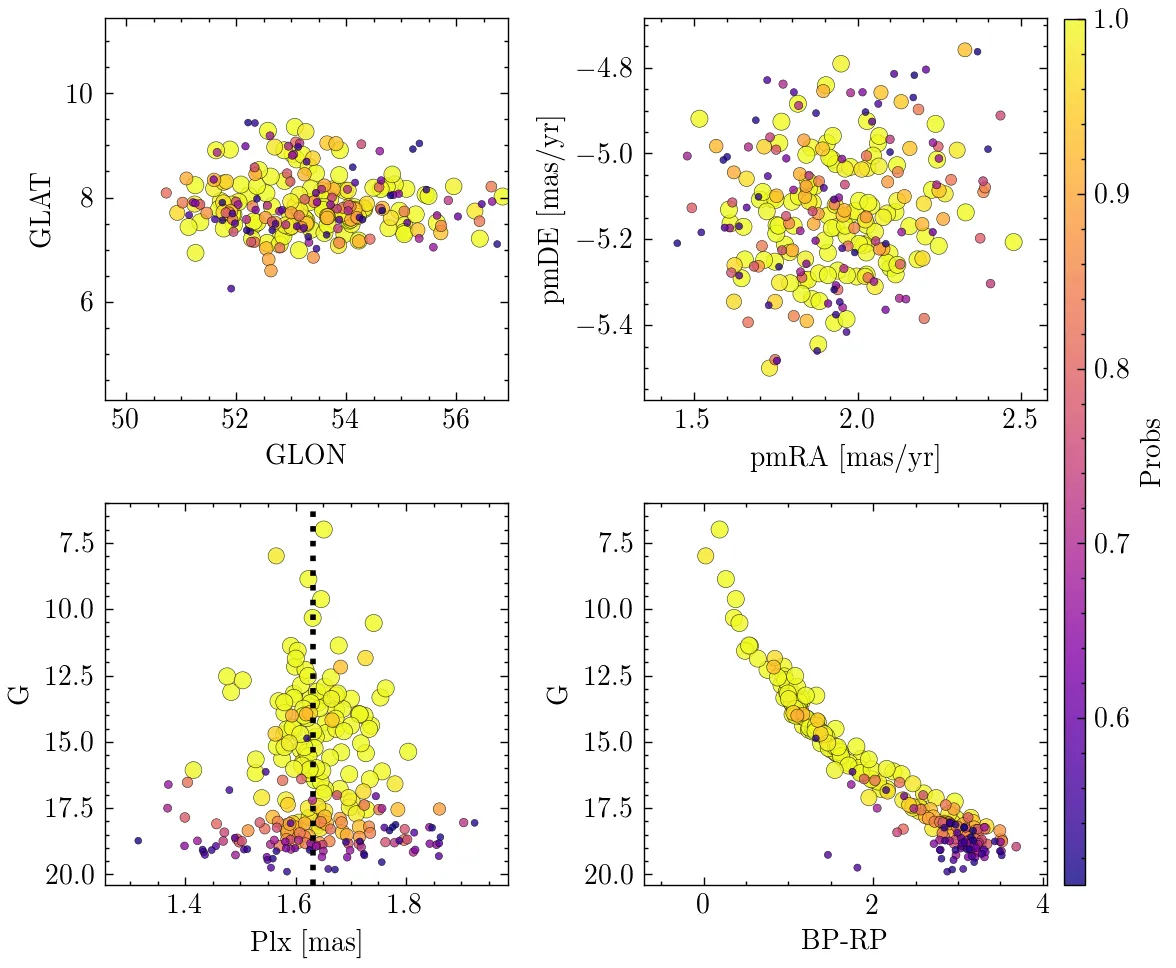 10
8
6
GLAT
50 52 54 56
GLON
−4.8
−5.0
−5.2
−5.4
pmDE [mas/yr]
1.5 2.0 2.5
pmRA [mas/yr]
1.0
0.9
0.8
0.7
0.6
Probs
7.5
10.0
12.5
15.0
17.5
20.0
G
1.4 1.6 1.8
Plx [mas]
7.5
10.0
12.5
15.0
17.5
20.0
G
0 2 4
BP-RP